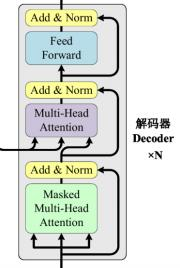 Add & Norm
Feed
Forward
Add & Norm
Multi-Head
Attention
Add & Norm
Masked
Multi-Head
Attention
解码器
Decoder
×N